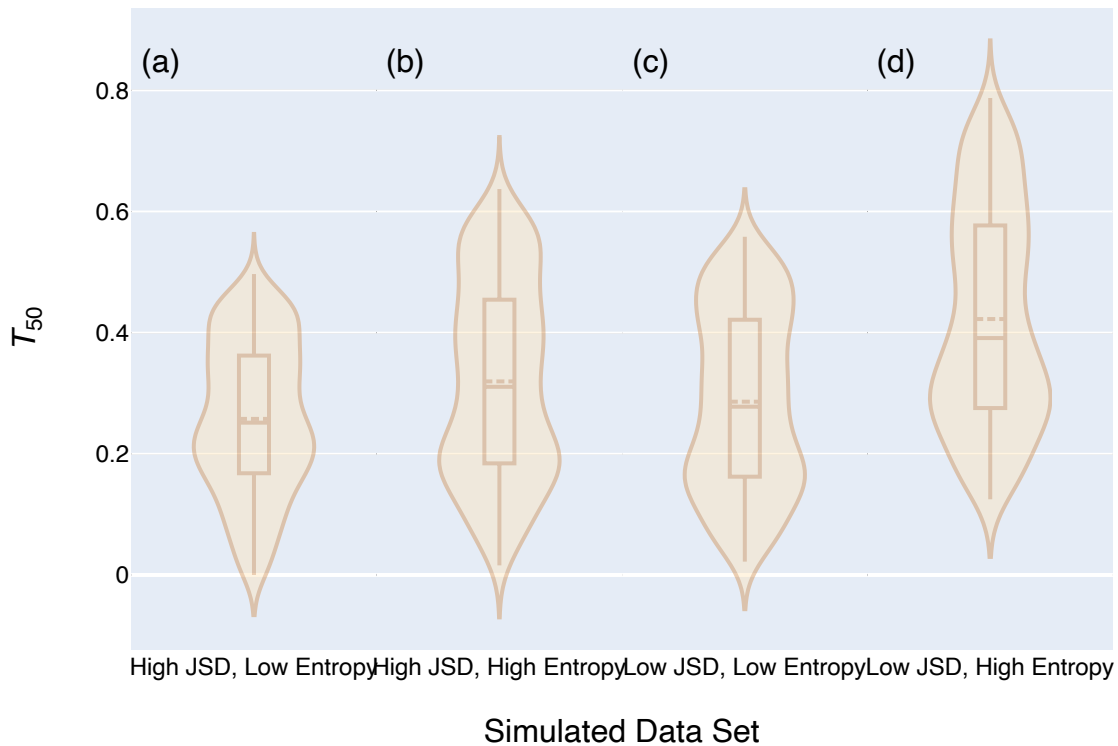 (a)
(b)
(c)
(d)
0.8
0.6
0.4
0.2
0
T50
High JSD, Low Entropy
High JSD, High Entropy
Low JSD, Low Entropy
Low JSD, High Entropy
Simulated Data Set